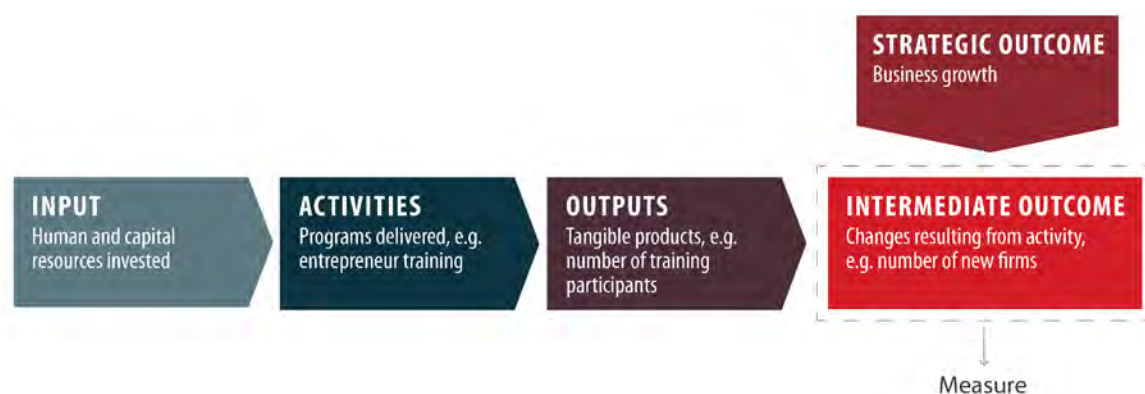 STRATEGIC OUTCOME
Business growth
INPUT
Human and capital
resources invested
ACTIVITIES
Programs delivered, e.g.
entrepreneur training
OUTPUTS
Tangible products, e.g.
number of training
participants
INTERMEDIATE OUTCOME
Changes resulting from activity,
e.g. number of new firms
Measure